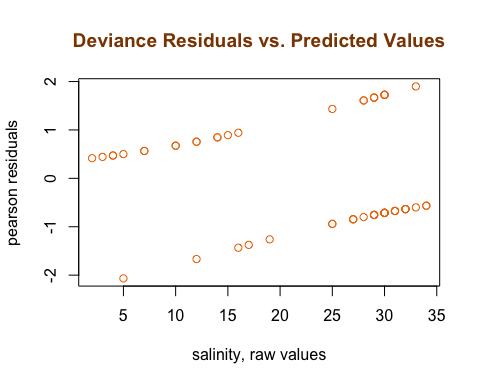 Deviance Residuals vs. Predicted Values
pearson residuals
2
1
0
-1
-2
5 10 15 20 25 30 35
salinity, raw values